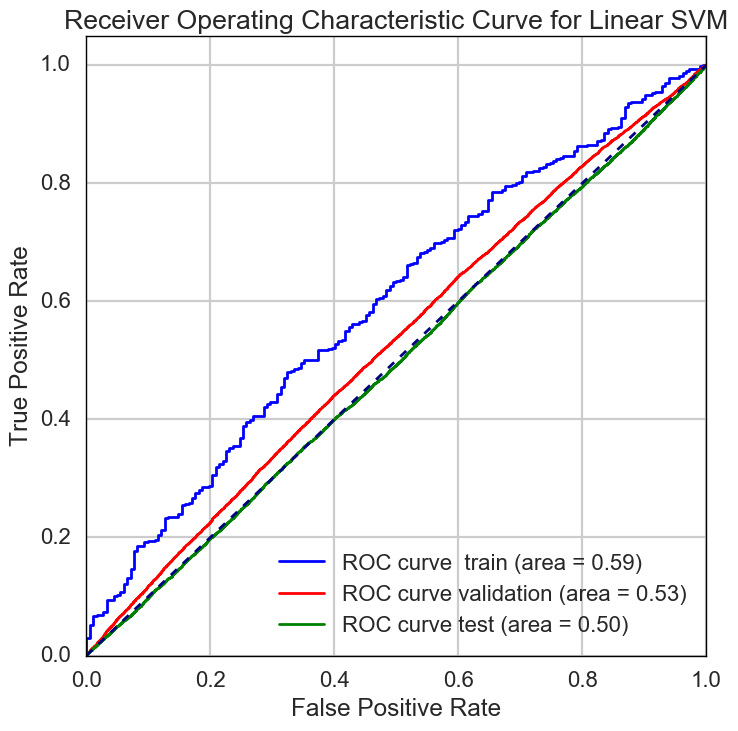 Receiver Operating Characteristic Curve for Linear SVM
1.0
0.8
0.6
0.4
0.2
0.0
True Positive Rate
ROC curve  train (area = 0.59)
ROC curve validation (area = 0.53)
ROC curve test (area = 0.50)
0.0 0.2 0.4 0.6 0.8 1.0
False Positive Rate